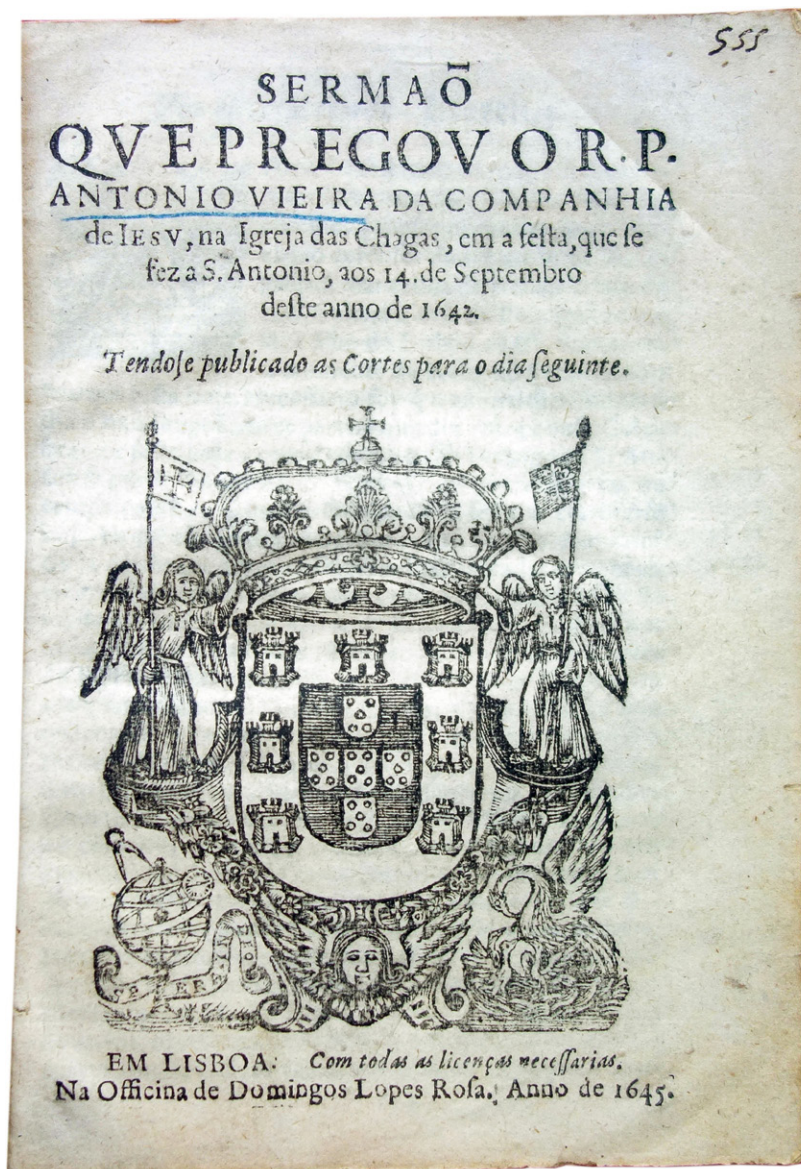 555
SERMAÕ
QVE PREGOV O R. P.
ANTONIO VIEIRA DA COMPANHIA
de IESV, na Igreja das Chagas, em a festa, que se
fez a S. Antonio, aos 14. de Septembro
deste anno de 1642.
Tendose publicado as Cortes para o dia seguinte.
EM LISBOA: Com todas as licenças necessarias.
Na Officina de Domingos Lopes Rosa. Anno de 1645.